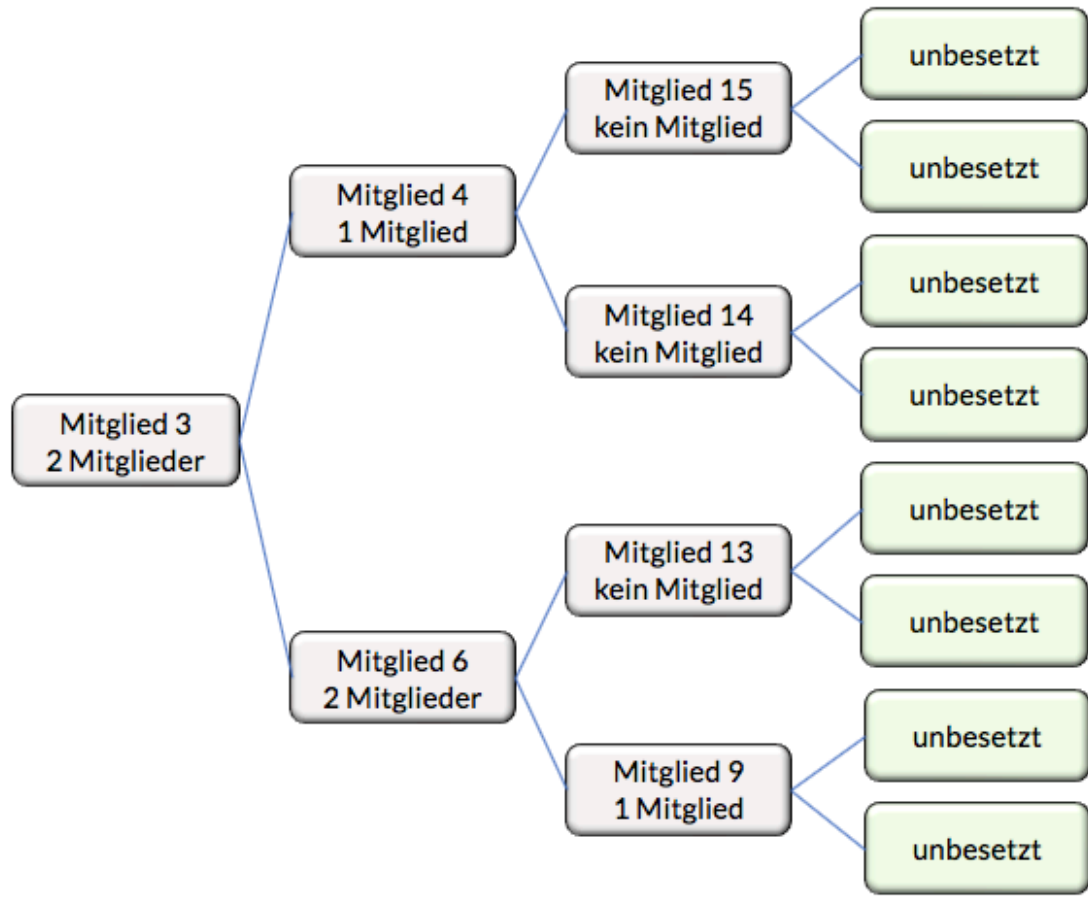 Mitglied 3
2 Mitglieder
Mitglied 4
1 Mitglied
Mitglied 6
2 Mitglieder
Mitglied 15
kein Mitglied
Mitglied 14
kein Mitglied
Mitglied 13
kein Mitglied
Mitglied 9
1 Mitglied
unbesetzt
unbesetzt
unbesetzt
unbesetzt
unbesetzt
unbesetzt
unbesetzt
unbesetzt